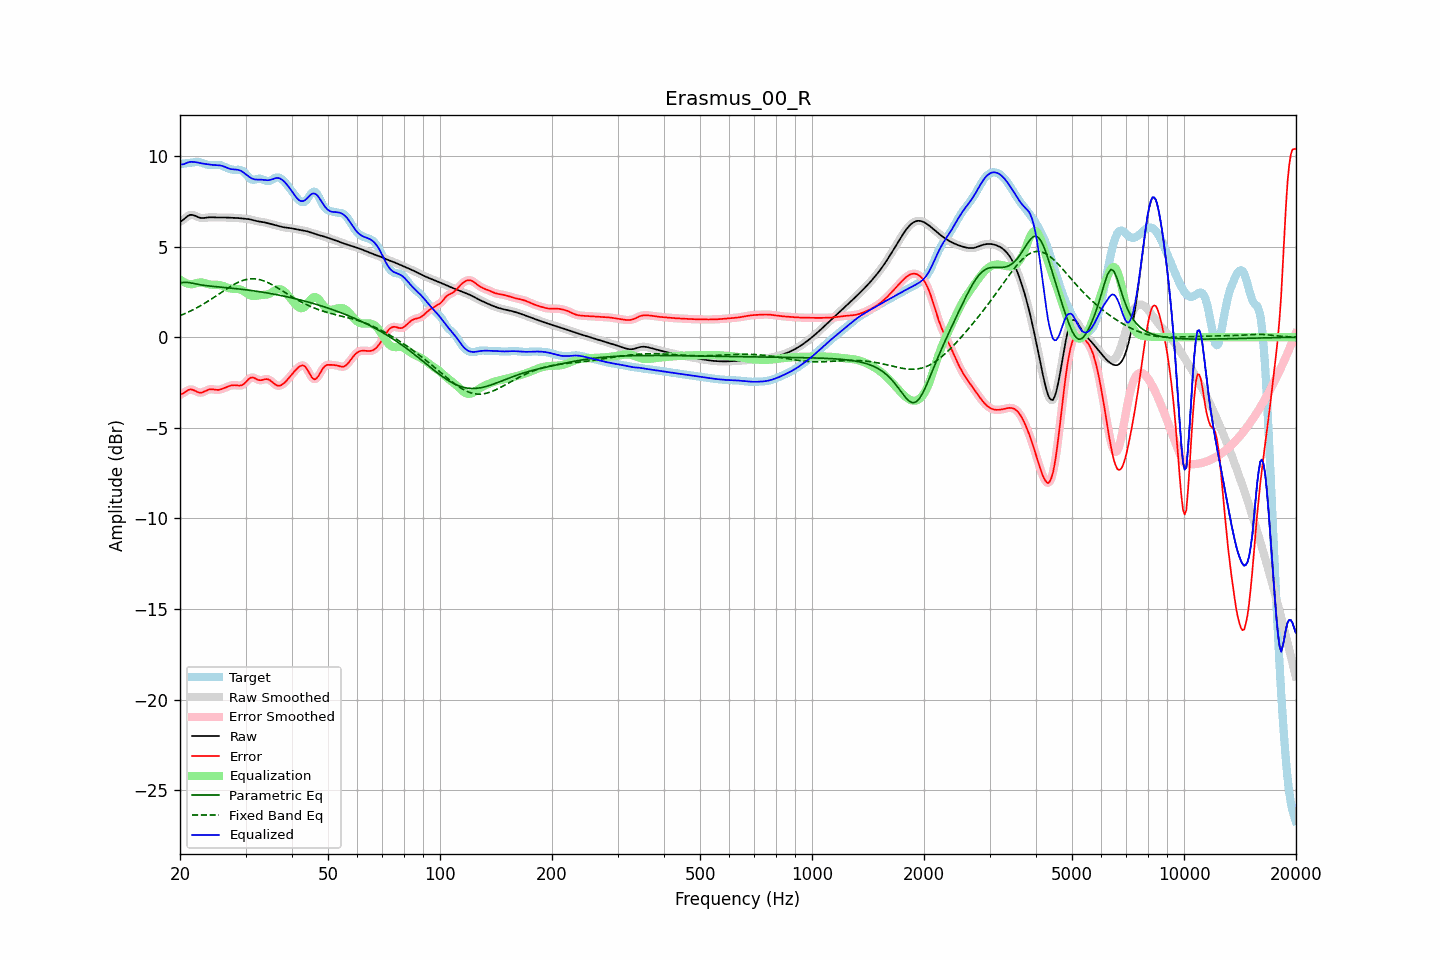 Erasmus_00_R
Amplitude (dBr)
10
5
0
−5
−10
−15
−20
−25
Target
Raw Smoothed
Error Smoothed
Raw
Error
Equalization
Parametric Eq
Fixed Band Eq
Equalized
20 50 100 200 500 1000 2000 5000 10000 20000
Frequency (Hz)